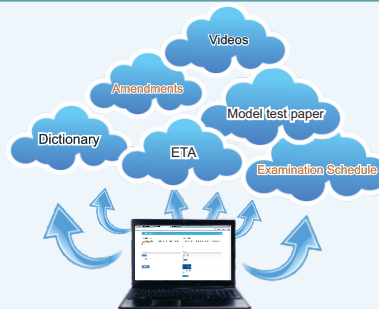 Videos
Amendments
Model test paper
Dictionary
ETA
Examination Schedule